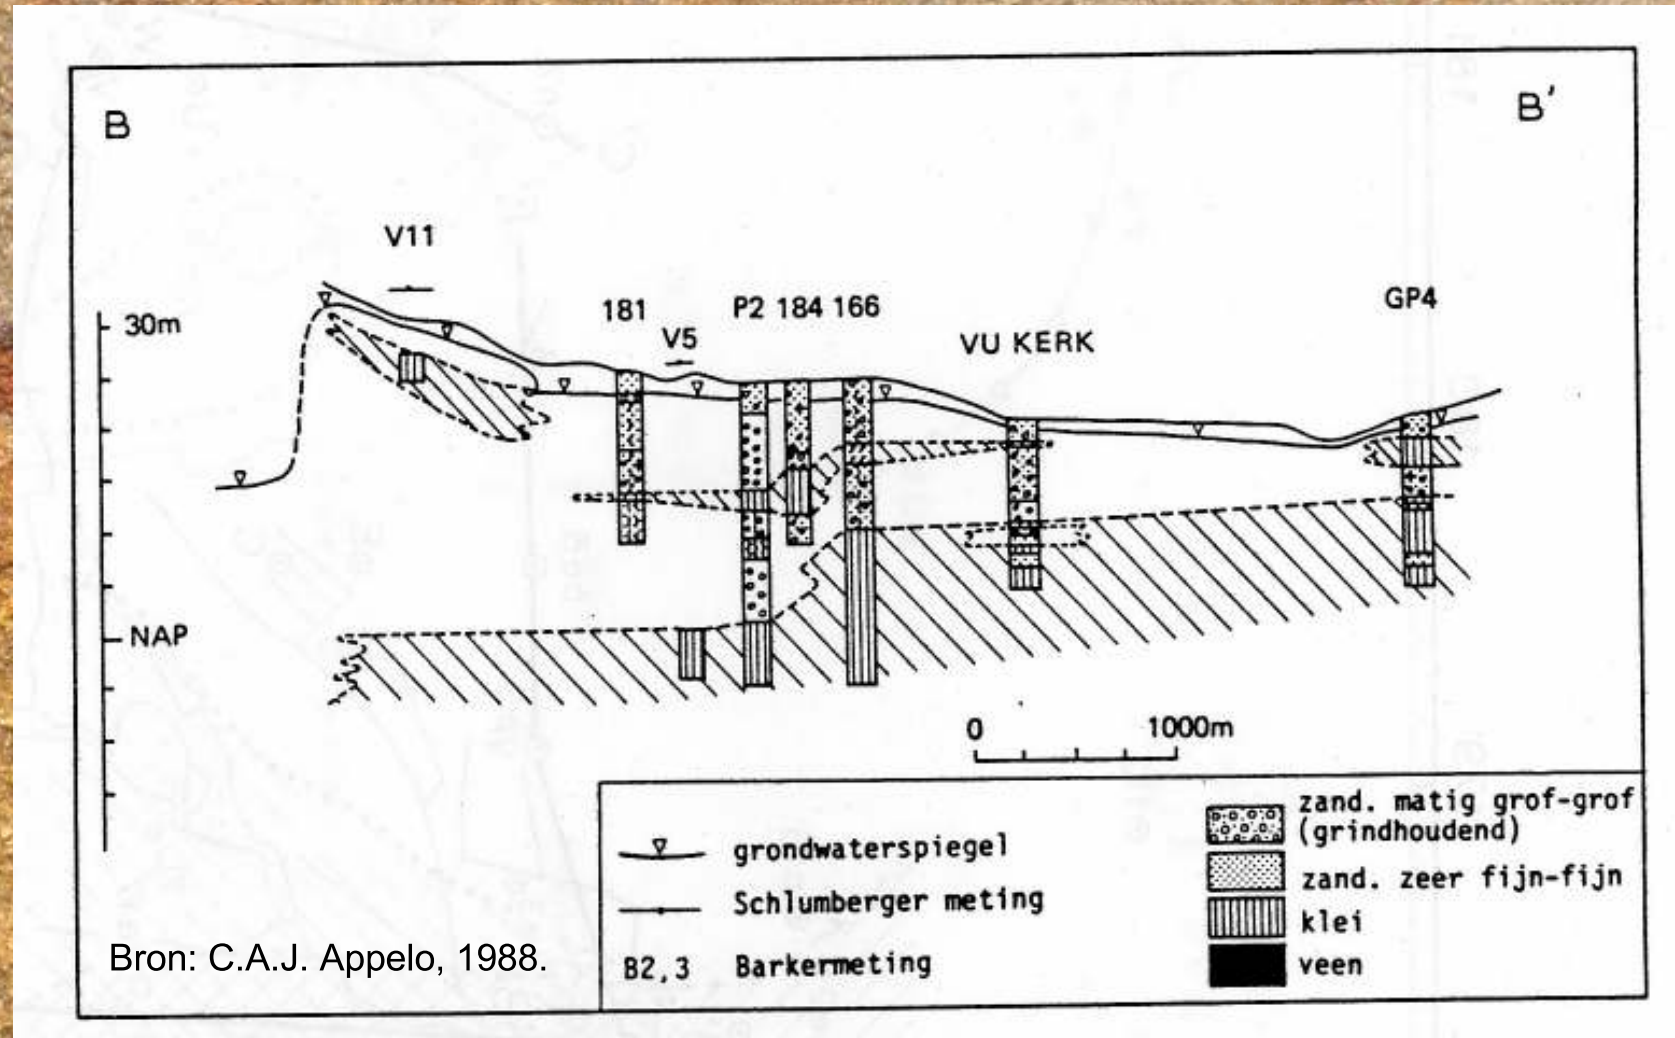 B
B'
V11
181
V5
P2 184 166
VU KERK
GP4
30m
NAP
0 1000m
grondwaterspiegel
Schlumberger meting
B2,3 Barkermeting
zand. matig grof-grof
(grindhoudend)
zand. zeer fijn-fijn
klei
veen
Bron: C.A.J. Appelo, 1988.